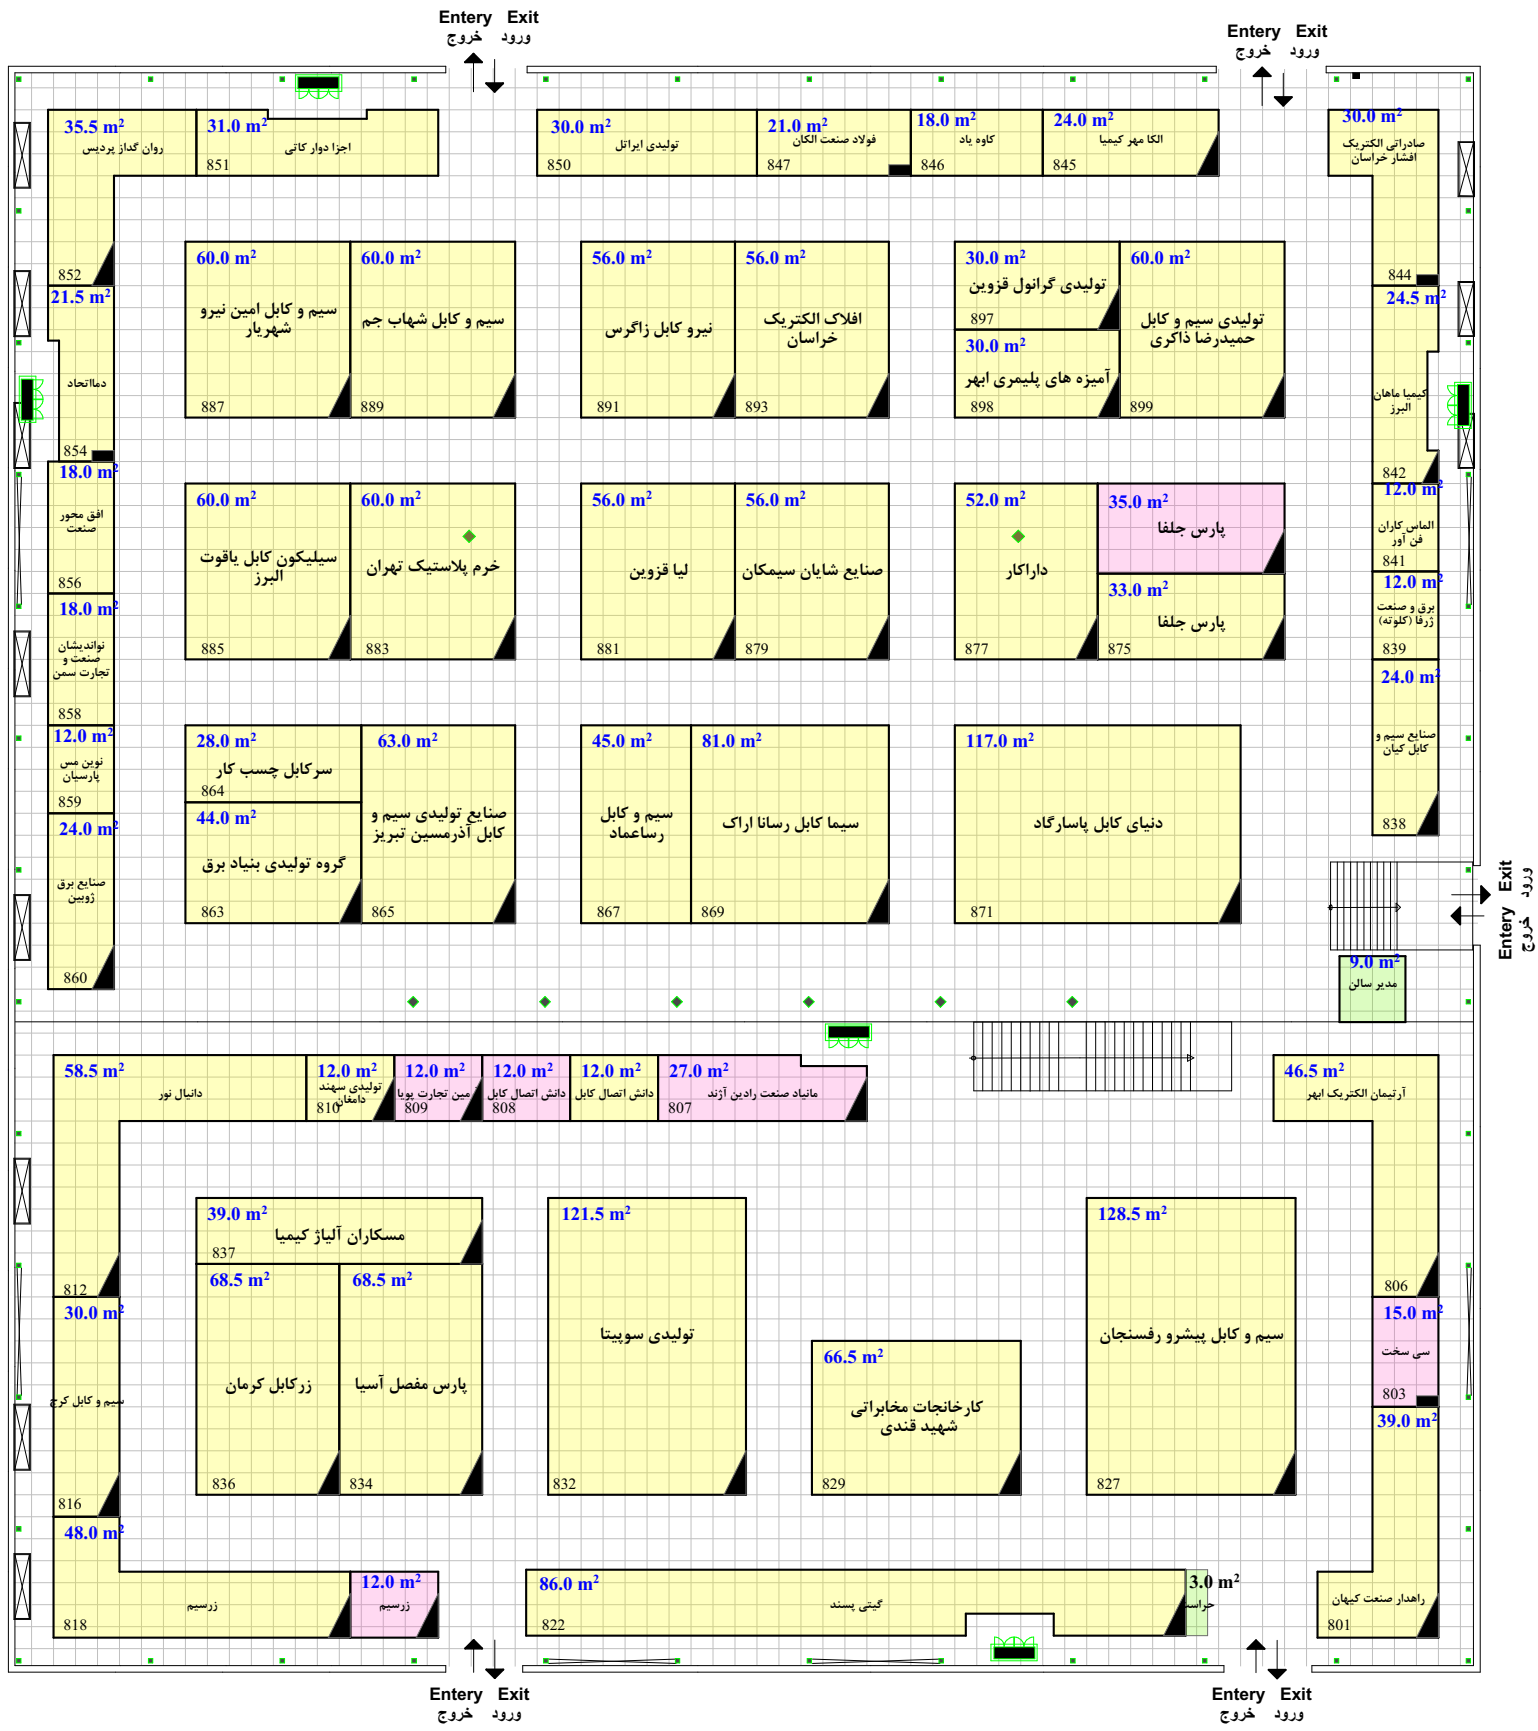 Entery Exit
خروج ورود
Entery Exit
خروج ورود
35.5 m²
روان گداز پردیس
852
31.0 m²
اجزا دوار کاتی
851
30.0 m²
تولیدی ایراتل
850
21.0 m²
فولاد صنعت الکان
847
18.0 m²
کاوه یاد
846
24.0 m²
الکا مهر کیمیا
845
30.0 m²
صادراتی الکتریک
افشار خراسان
844
60.0 m²
سیم و کابل امین نیرو
شهریار
887
60.0 m²
سیم و کابل شهاب جم
889
56.0 m²
نیرو کابل زاگرس
891
56.0 m²
افلاک الکتریک
خراسان
893
30.0 m²
تولیدی گرانول قزوین
897
30.0 m²
آمیزه های پلیمری ابهر
898
60.0 m²
تولیدی سیم و کابل
حمیدرضا ذاکری
899
21.5 m²
دمااتحاد
854
24.5 m²
کیمیا ماهان
البرز
842
18.0 m²
افق محور
صنعت
856
60.0 m²
سیلیکون کابل یاقوت
البرز
885
60.0 m²
خرم پلاستیک تهران
883
56.0 m²
لیا قزوین
881
56.0 m²
صنایع شایان سیمکان
879
52.0 m²
داراکار
877
35.0 m²
پارس جلفا
33.0 m²
پارس جلفا
875
12.0 m²
الماس کاران
فن آور
841
12.0 m²
برق و صنعت
ژرفا (کلوته)
839
18.0 m²
نواندیشان
صنعت و
تجارت سمن
858
24.0 m²
صنایع سیم و
کابل کیان
838
12.0 m²
نوین مس
پارسیان
859
28.0 m²
سرکابل چسب کار
864
44.0 m²
گروه تولیدی بنیاد برق
863
63.0 m²
صنایع تولیدی سیم و
کابل آذرمسین تبریز
865
45.0 m²
سیم و کابل
رساعماد
867
81.0 m²
سیما کابل رسانا اراک
869
117.0 m²
دنیای کابل پاسارگاد
871
24.0 m²
صنایع برق
ژوبین
860
Entery Exit
خروج ورود
9.0 m²
مدیر سالن
58.5 m²
دانیال نور
812
12.0 m²
تولیدی سهند
دامغان
810
12.0 m²
مین تجارت پویا
809
12.0 m²
دانش اتصال کابل
808
12.0 m²
دانش اتصال کابل
27.0 m²
مانیاد صنعت رادین آژند
807
46.5 m²
آرتیمان الکتریک ابهر
806
39.0 m²
مسکاران آلیاژ کیمیا
837
68.5 m²
زرکابل کرمان
836
68.5 m²
پارس مفصل آسیا
834
121.5 m²
تولیدی سوپیتا
832
66.5 m²
کارخانجات مخابراتی
شهید قندی
829
128.5 m²
سیم و کابل پیشرو رفسنجان
827
15.0 m²
سی سخت
803
30.0 m²
سیم و کابل کرج
816
48.0 m²
زرسیم
818
12.0 m²
زرسیم
86.0 m²
گیتی پسند
822
3.0 m²
39.0 m²
راهدار صنعت کیهان
801
Entery Exit
خروج ورود
Entery Exit
خروج ورود